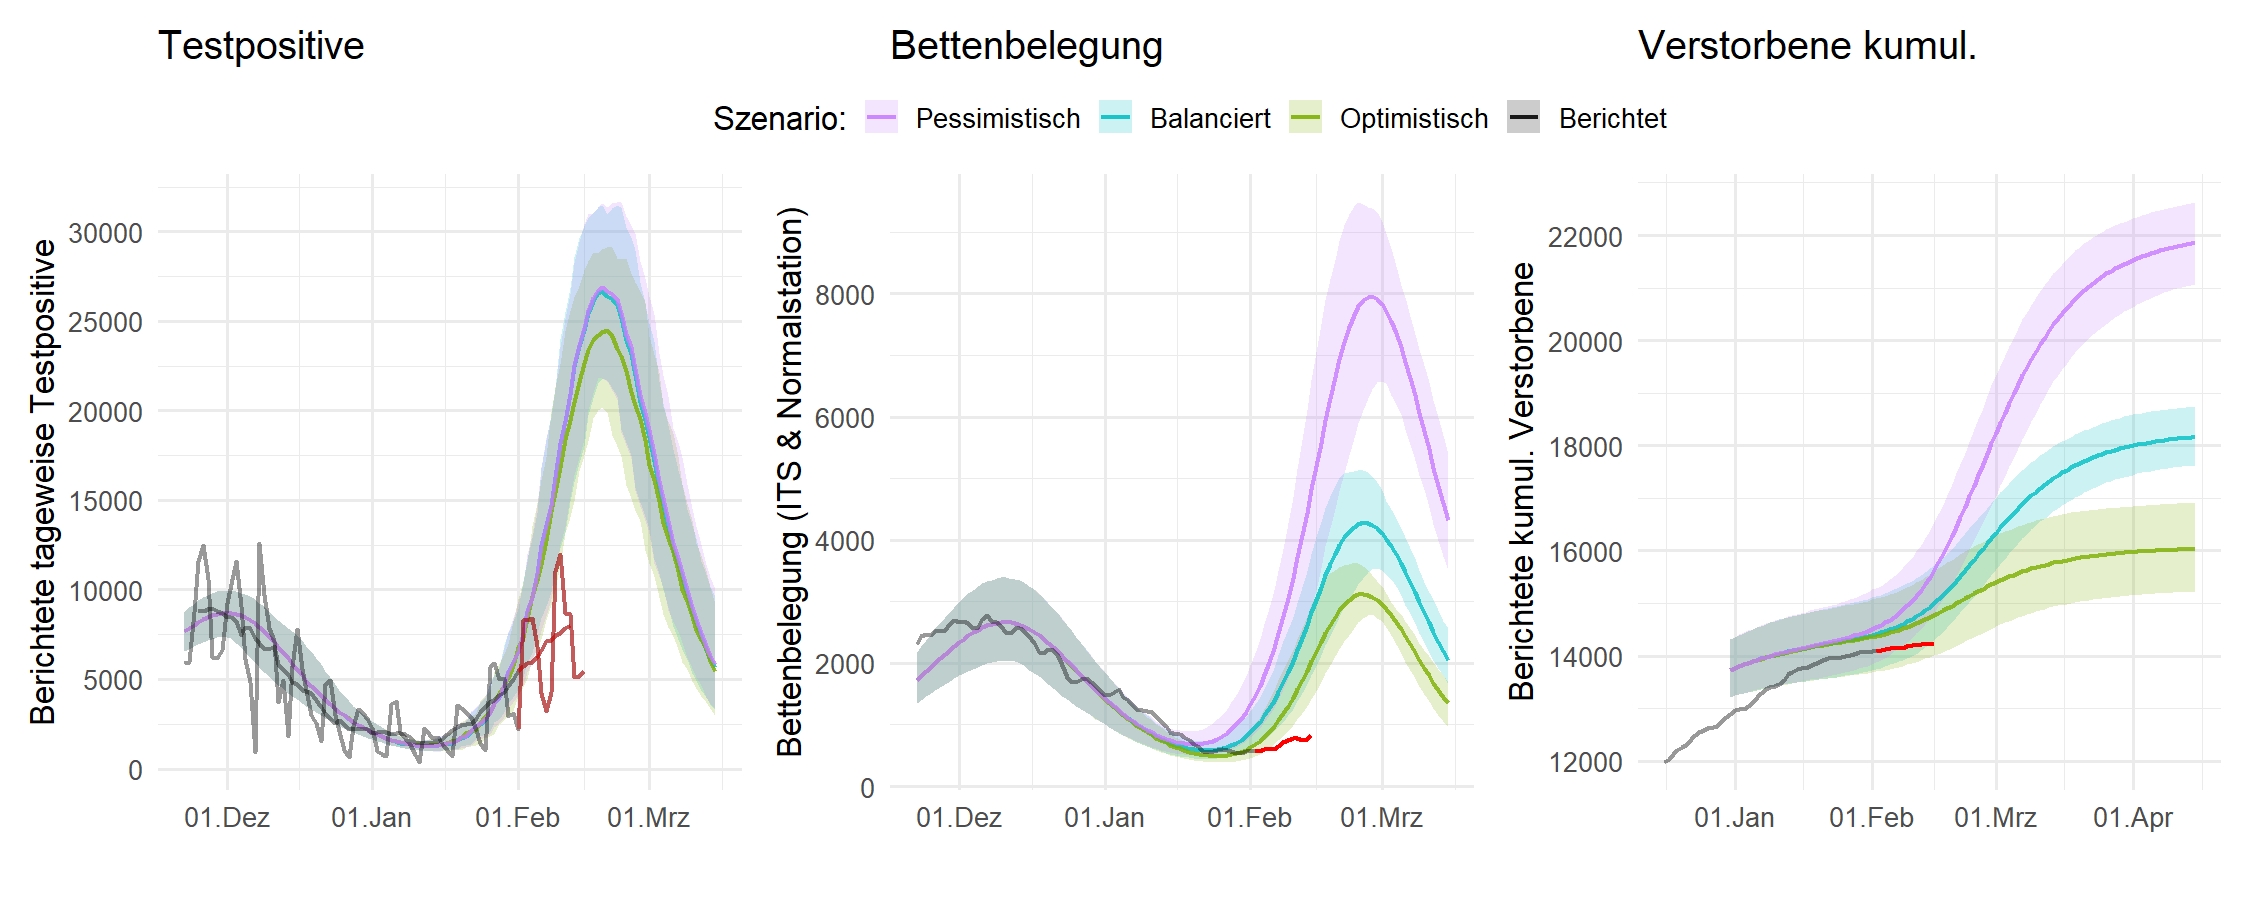 Testpositive
Bettenbelegung
Verstorbene kumul.
Szenario: Pessimistisch Balanciert Optimistisch Berichtet
Berichtete tageweise Testpositive
30000
25000
20000
15000
10000
5000
0
01.Dez 01.Jan 01.Feb 01.Mrz
Bettenbelegung (ITS & Normalstation)
8000
6000
4000
2000
0
01.Dez 01.Jan 01.Feb 01.Mrz
Berichtete kumul. Verstorbene
22000
20000
18000
16000
14000
12000
01.Jan 01.Feb 01.Mrz 01.Apr